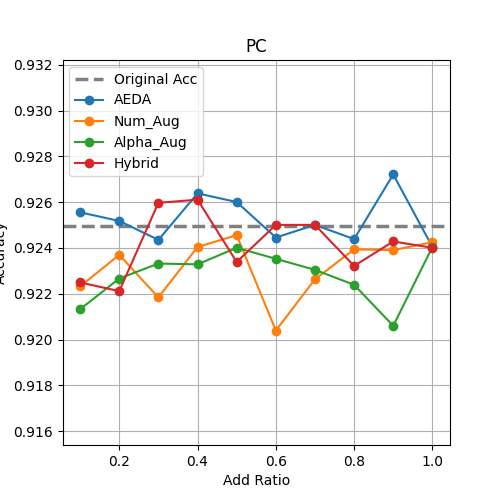 PC
0.932
0.930
0.928
0.926
0.924
0.922
0.920
0.918
0.916
Accuracy
Original Acc
AEDA
Num_Aug
Alpha_Aug
Hybrid
0.2 0.4 0.6 0.8 1.0
Add Ratio